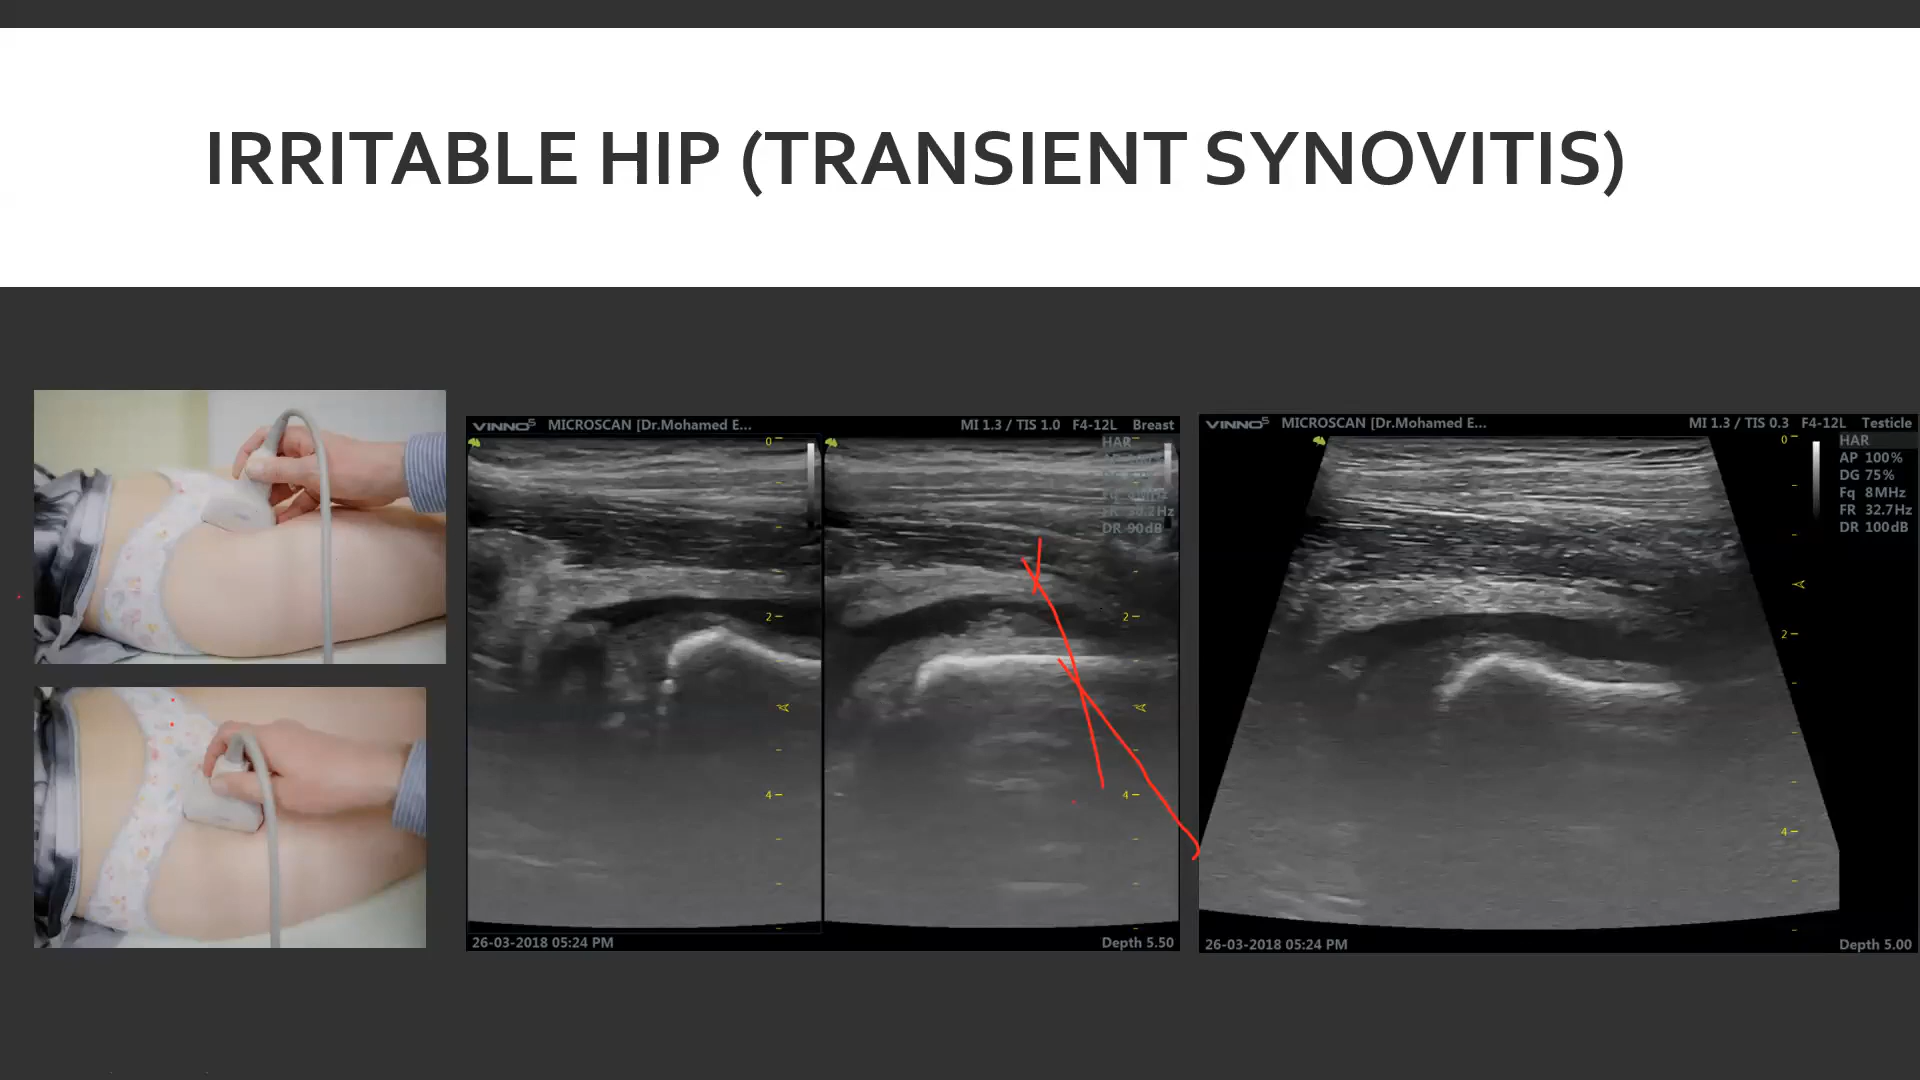 IRRITABLE HIP (TRANSIENT SYNOVITIS)
VINNO5 MICROSCAN [Dr.Mohamed E... MI 1.3 / TIS 1.0 F4-12L Breast
HAR
DR 90dB
0
2
4
2
4
26-03-2018 05:24 PM Depth 5.50
VINNO5 MICROSCAN [Dr.Mohamed E... MI 1.3 / TIS 0.3 F4-12L Testicle
0
HAR
AP 100%
DG 75%
Fq 8MHz
FR 32.7Hz
DR 100dB
2
4
26-03-2018 05:24 PM Depth 5.00